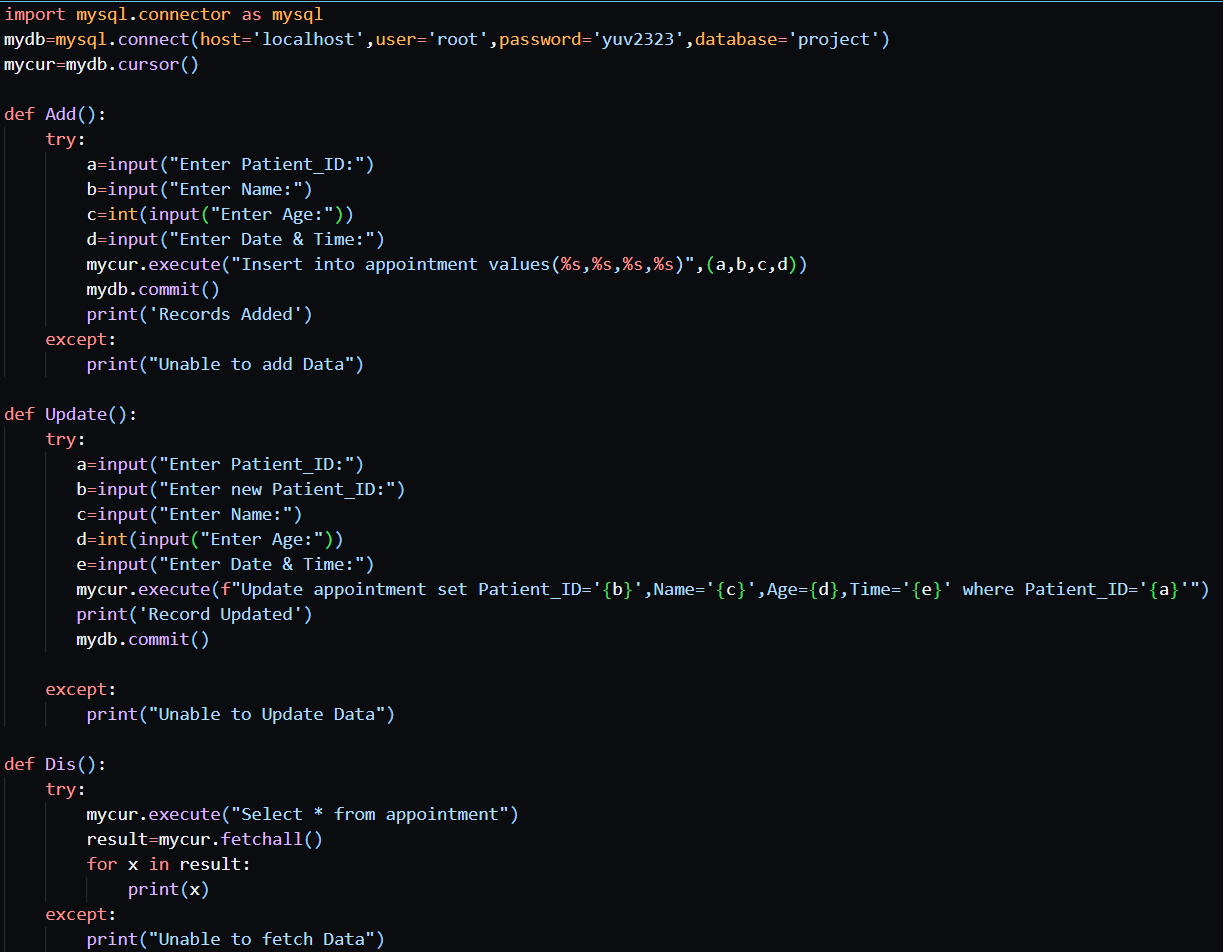 import mysql.connector as mysql
mydb=mysql.connect(host='localhost',user='root',password='yuv2323',database='project')
mycur=mydb.cursor()

def Add():
    try:
        a=input("Enter Patient_ID:")
        b=input("Enter Name:")
        c=int(input("Enter Age:"))
        d=input("Enter Date & Time:")
        mycur.execute("Insert into appointment values(%s,%s,%s,%s)",(a,b,c,d))
        mydb.commit()
        print('Records Added')
    except:
        print("Unable to add Data")

def Update():
    try:
       a=input("Enter Patient_ID:")
       b=input("Enter new Patient_ID:")
       c=input("Enter Name:")
       d=int(input("Enter Age:"))
       e=input("Enter Date & Time:")
       mycur.execute(f"Update appointment set Patient_ID='{b}',Name='{c}',Age={d},Time='{e}' where Patient_ID='{a}'")
       print('Record Updated')
       mydb.commit()

    except:
        print("Unable to Update Data")

def Dis():
    try:
        mycur.execute("Select * from appointment")
        result=mycur.fetchall()
        for x in result:
            print(x)
    except:
        print("Unable to fetch Data")